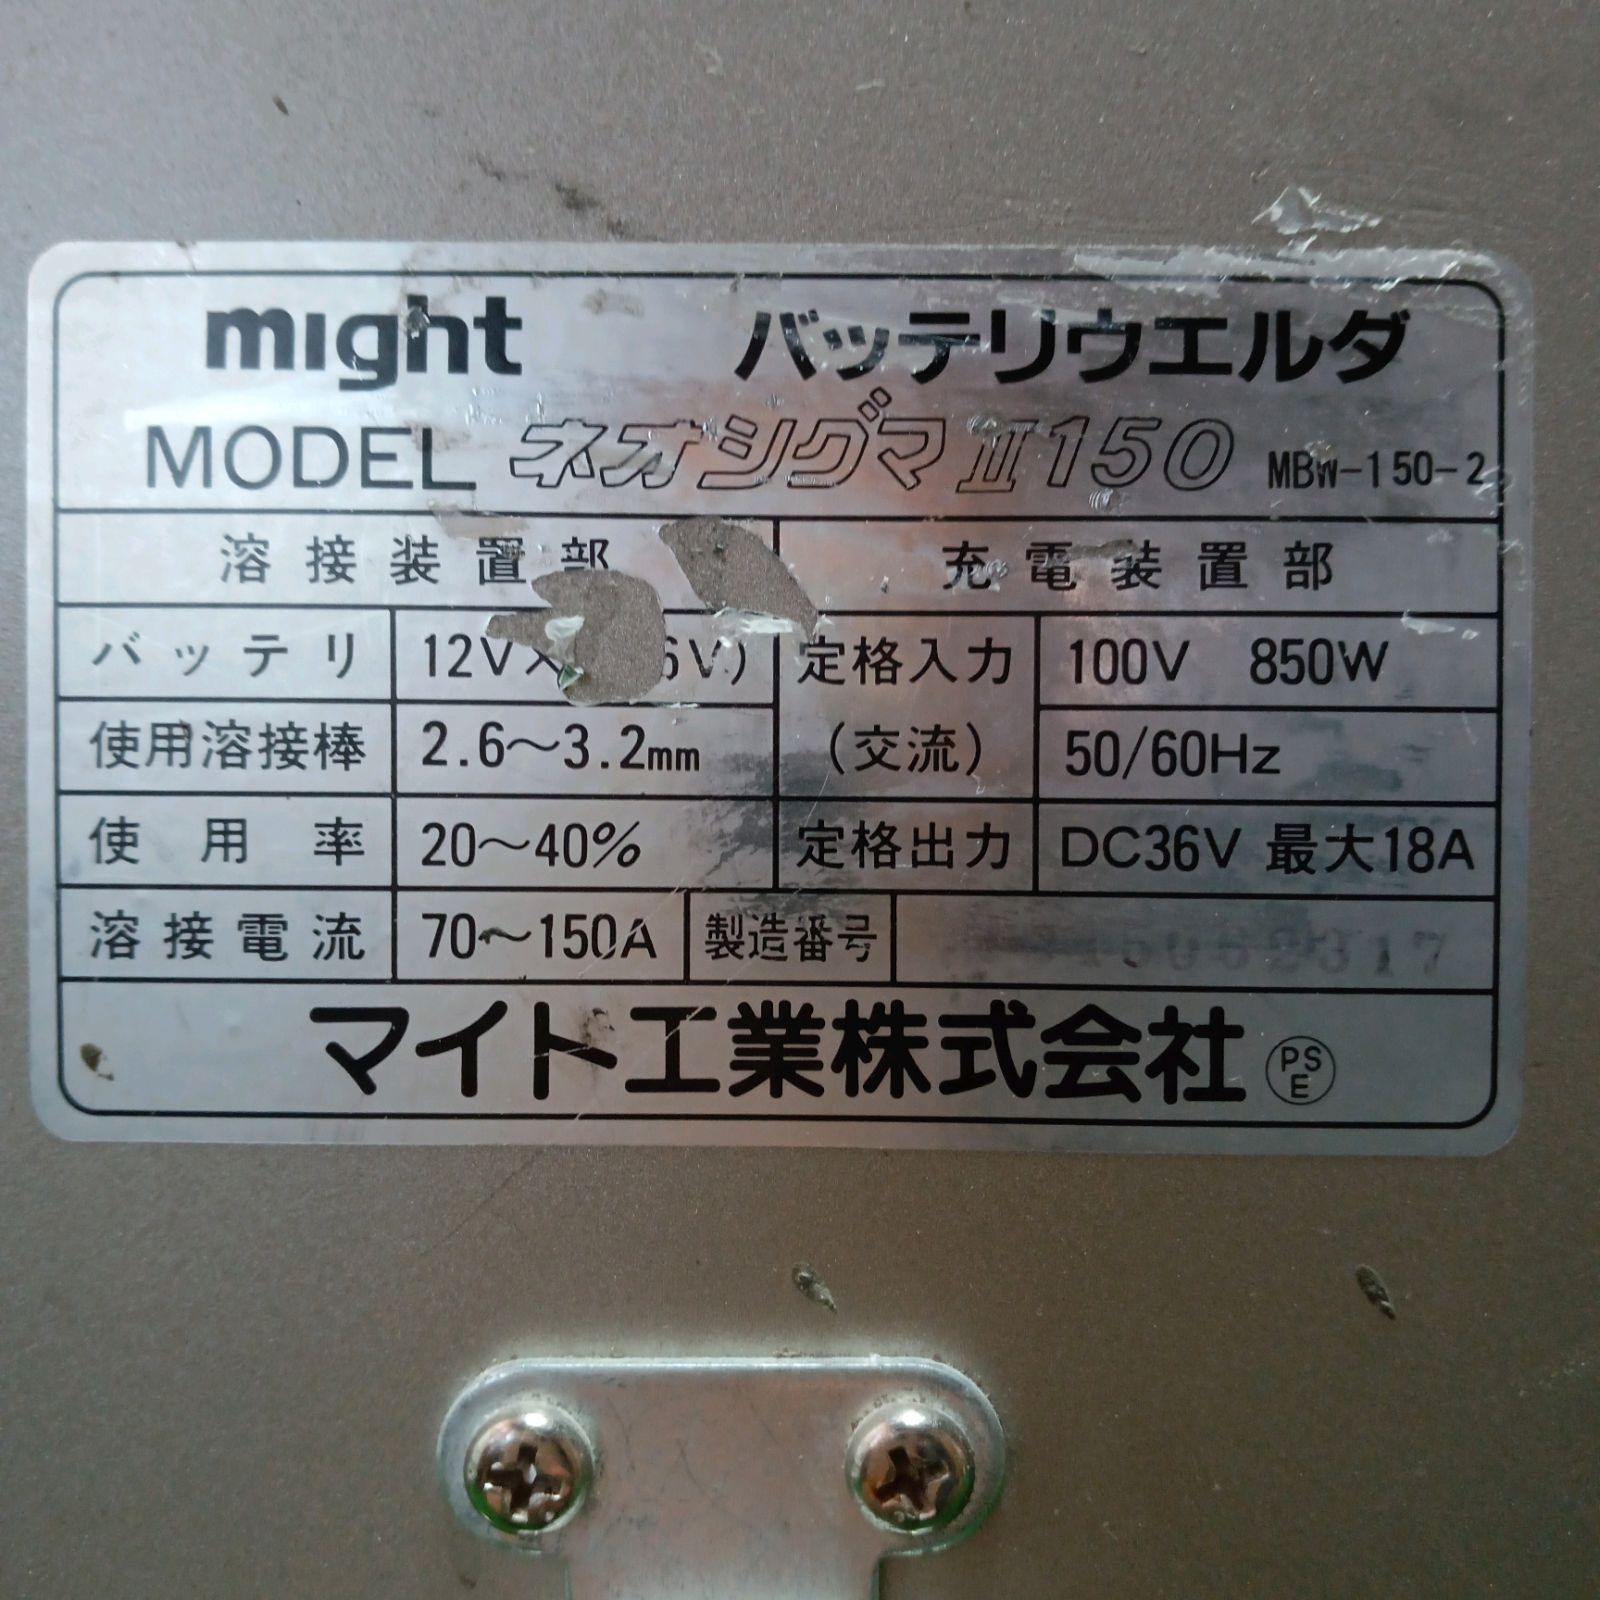 might バッテリウエルダ
MODEL ネオシグマII150 MBW-150-2
溶接装置部 充電装置部
バッテリ 12V× 6V) 定格入力 100V 850W
使用溶接棒 2.6～3.2mm (交流) 50/60Hz
使用率 20～40% 定格出力 DC36V 最大18A
溶接電流 70～150A 製造番号
マイト工業株式会社 PSE